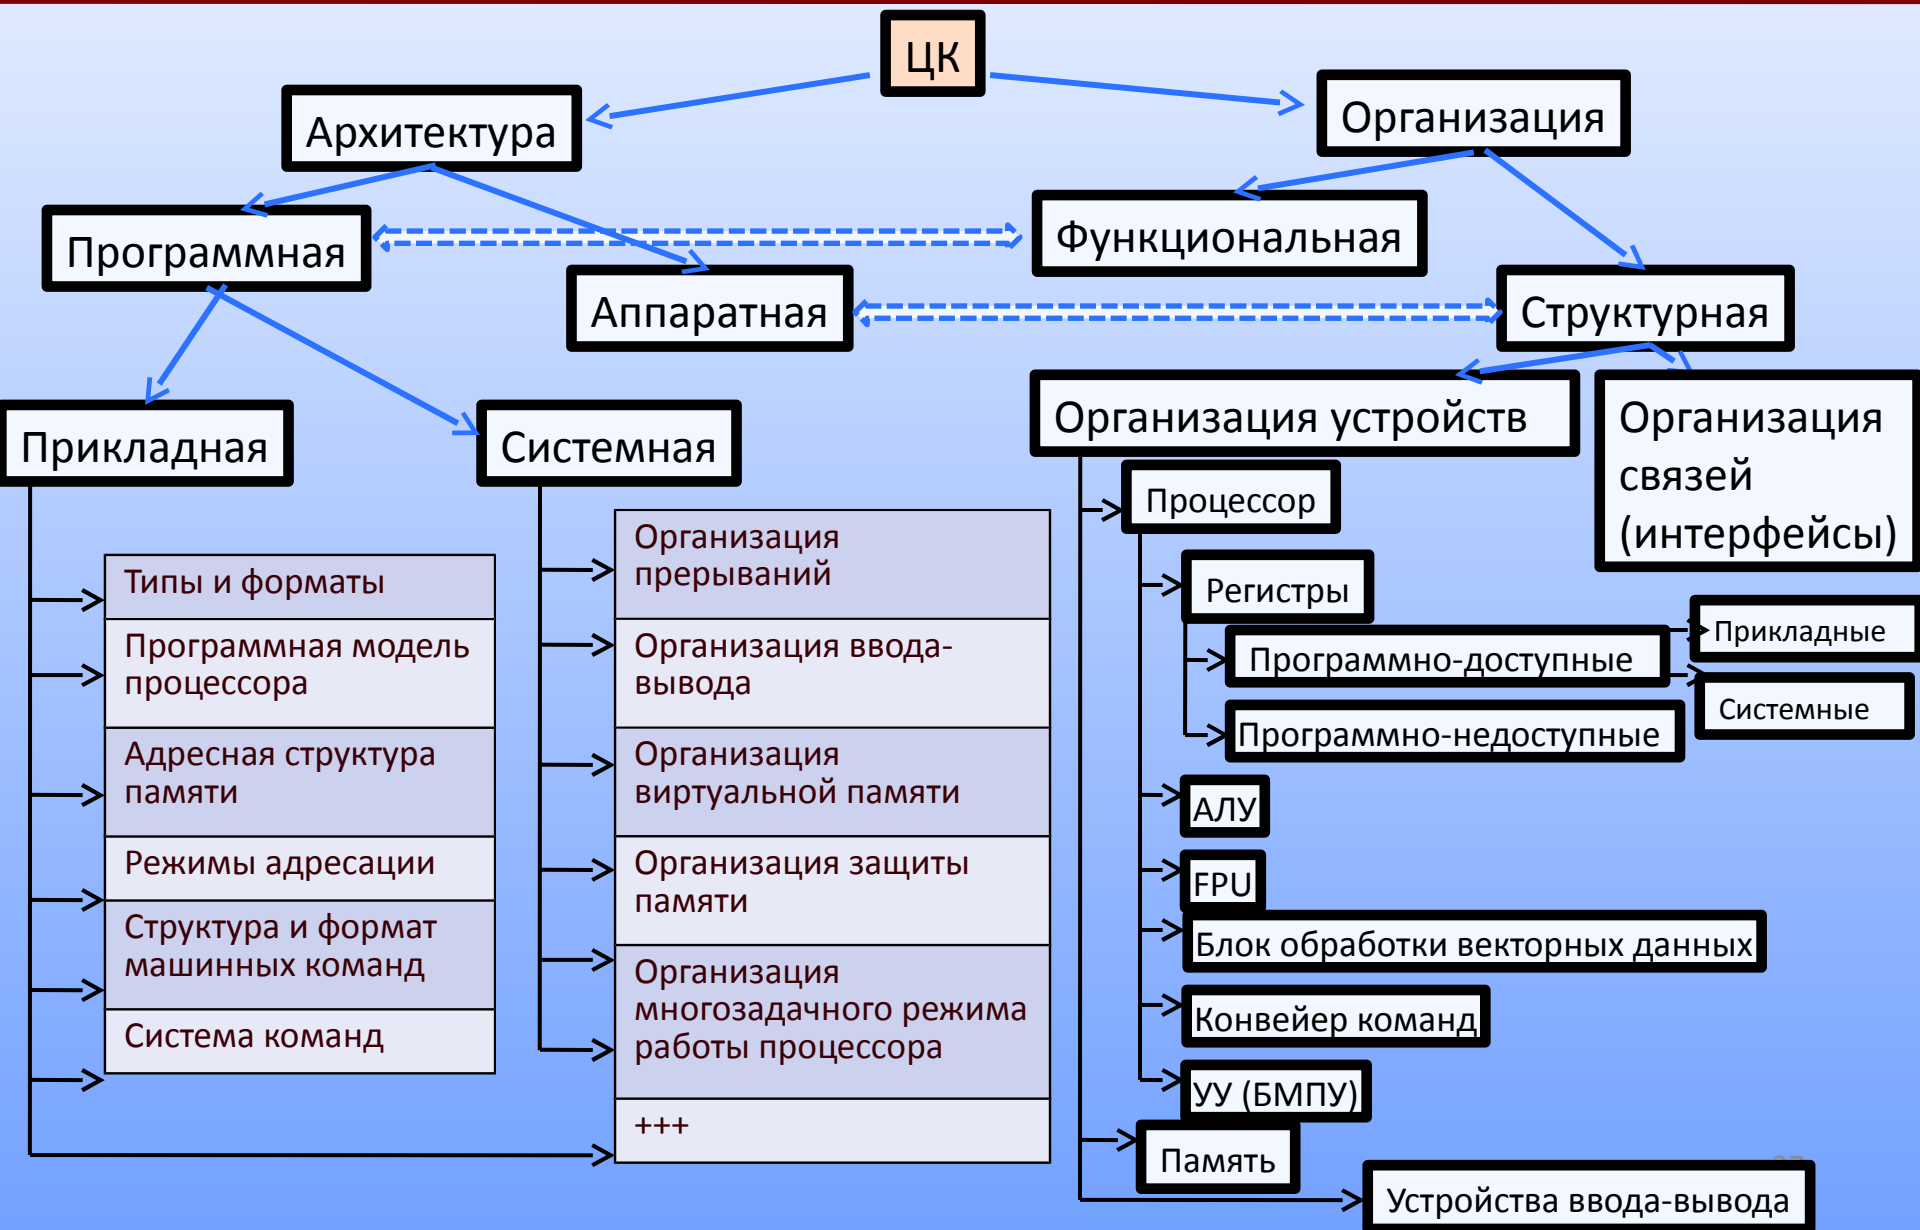 ЦК
Архитектура
Организация
Программная
Функциональная
Аппаратная
Структурная
Прикладная
Системная
Организация устройств
Организация
связей
(интерфейсы)
Типы и форматы
Программная модель
процессора
Адресная структура
памяти
Режимы адресации
Структура и формат
машинных команд
Система команд
Организация
прерываний
Организация ввода-
вывода
Организация
виртуальной памяти
Организация защиты
памяти
Организация
многозадачного режима
работы процессора
+++
Процессор
Регистры
Программно-доступные
Прикладные
Системные
Программно-недоступные
АЛУ
FPU
Блок обработки векторных данных
Конвейер команд
УУ (БМПУ)
Память
Устройства ввода-вывода